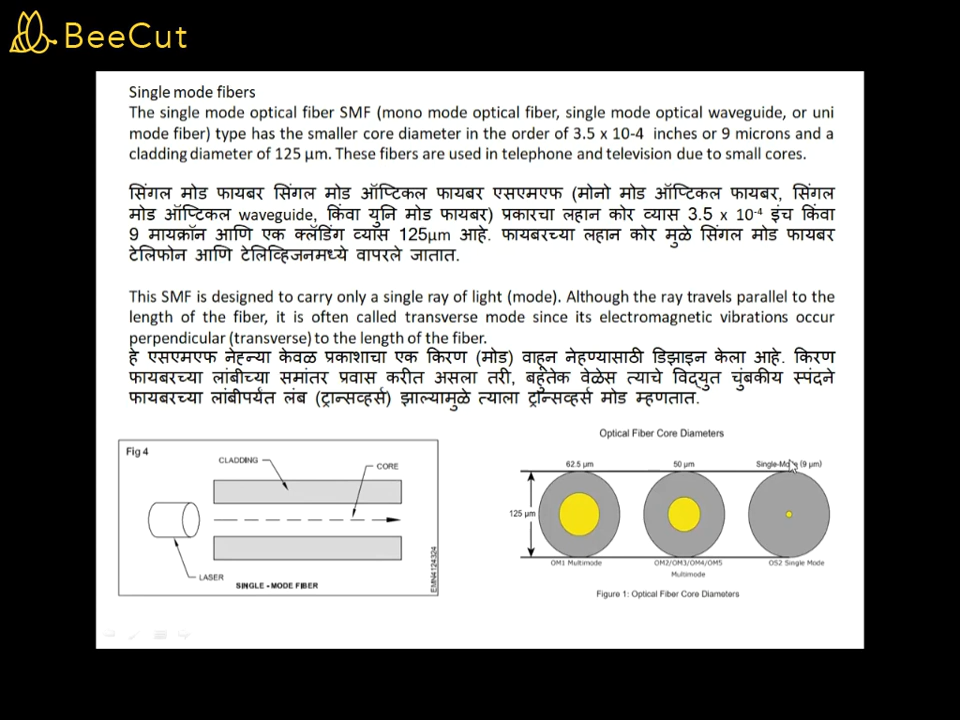 BeeCut
Single mode fibers
The single mode optical fiber SMF (mono mode optical fiber, single mode optical waveguide, or uni
mode fiber) type has the smaller core diameter in the order of 3.5 x 10-4 inches or 9 microns and a
cladding diameter of 125 µm. These fibers are used in telephone and television due to small cores.
सिंगल मोड फायबर सिंगल मोड ऑप्टिकल फायबर एसएमएफ (मोनो मोड ऑप्टिकल फायबर, सिंगल
मोड ऑप्टिकल waveguide, किंवा युनि मोड फायबर) प्रकारचा लहान कोर व्यास 3.5 x 10⁻⁴ इंच किंवा
9 मायक्रॉन आणि एक क्लॅडिंग व्यास 125µm आहे. फायबरच्या लहान कोर मुळे सिंगल मोड फायबर
टेलिफोन आणि टेलिव्हिजनमध्ये वापरले जातात.
This SMF is designed to carry only a single ray of light (mode). Although the ray travels parallel to the
length of the fiber, it is often called transverse mode since its electromagnetic vibrations occur
perpendicular (transverse) to the length of the fiber.
हे एसएमएफ नेहन्या केवळ प्रकाशाचा एक किरण (मोड) वाहून नेहण्यासाठी डिझाइन केला आहे. किरण
फायबरच्या लांबीच्या समांतर प्रवास करीत असला तरी, बहुतेक वेळेस त्याचे विद्युत चुंबकीय स्पंदने
फायबरच्या लांबीपर्यंत लंब (ट्रान्सव्हर्स) झाल्यामुळे त्याला ट्रान्सव्हर्स मोड म्हणतात.
Fig 4
CLADDING
CORE
LASER
SINGLE - MODE FIBER
EMN4124324
Optical Fiber Core Diameters
62.5 µm
50 µm
Single-Mo (9 µm)
125 µm
OM1 Multimode
OM2/OM3/OM4/OM5
Multimode
OS2 Single Mode
Figure 1: Optical Fiber Core Diameters